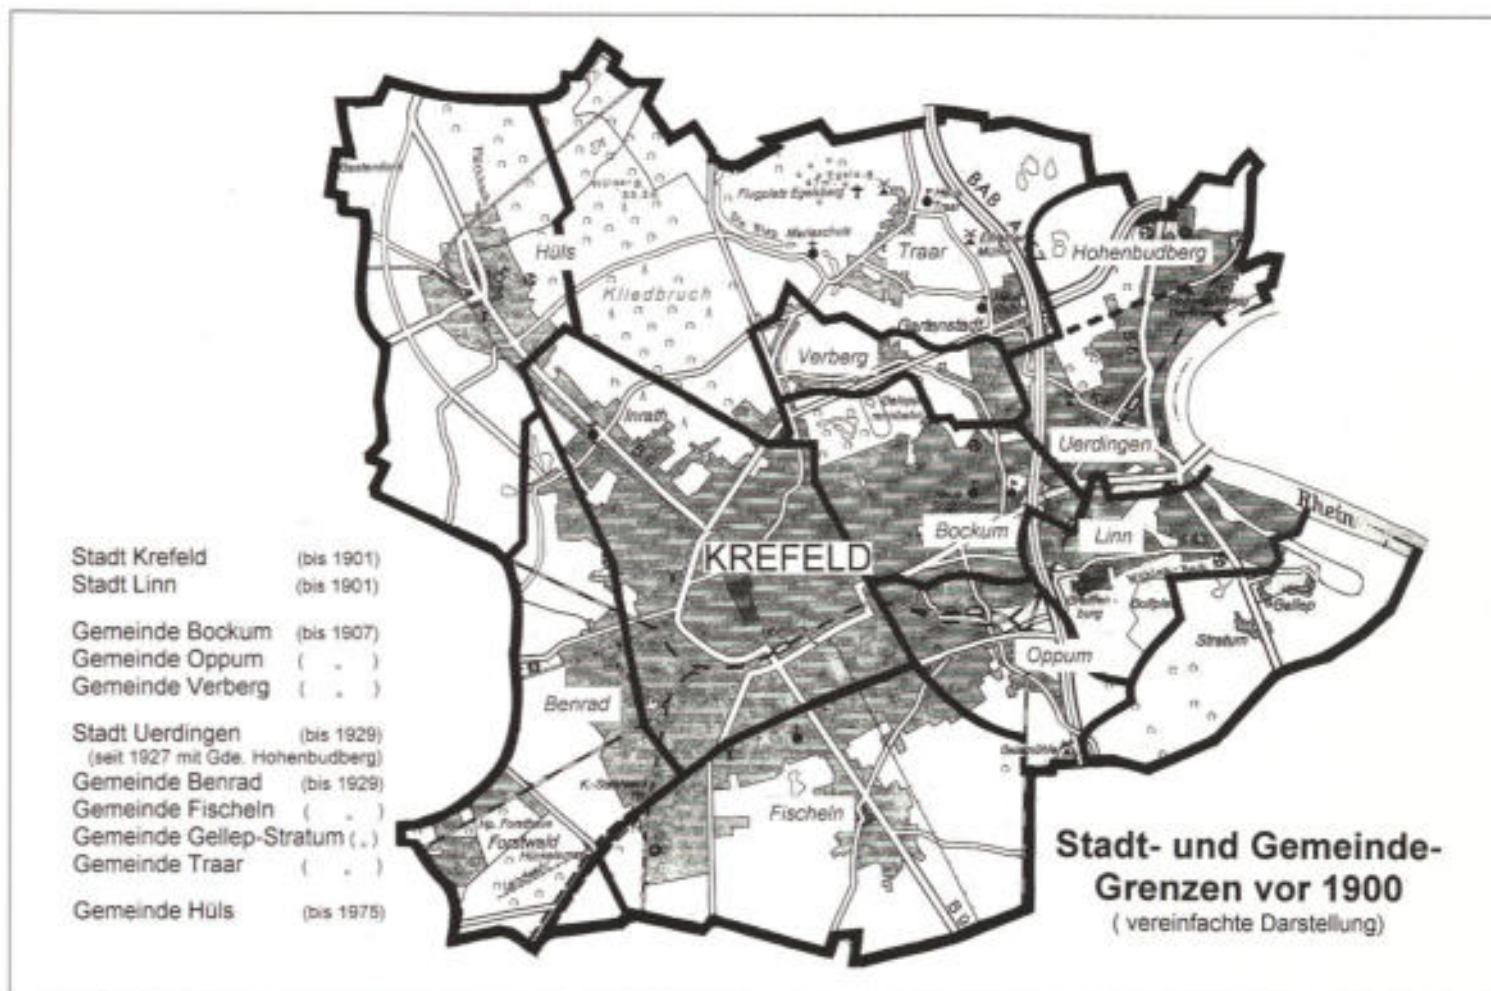 Stadt Krefeld (bis 1901)
Stadt Linn (bis 1901)
Gemeinde Bockum (bis 1907)
Gemeinde Oppum ( „ )
Gemeinde Verberg ( „ )
Stadt Uerdingen (bis 1929)
(seit 1927 mit Gde. Hohenbudberg)
Gemeinde Benrad (bis 1929)
Gemeinde Fischeln ( „ )
Gemeinde Gellep-Stratum ( „ )
Gemeinde Traar ( „ )
Gemeinde Hüls (bis 1975)
Hüls
Kliedbruch
Flugplatz Egelsberg
Traar
BAB
Hohenbudberg
Gartenstadt
Verberg
Inrath
Uerdingen
Rhein
Bockum
Linn
KREFELD
Gellep
Stratum
Oppum
Benrad
Fischeln
Forstwald
Stadt- und Gemeinde-
Grenzen vor 1900
( vereinfachte Darstellung)